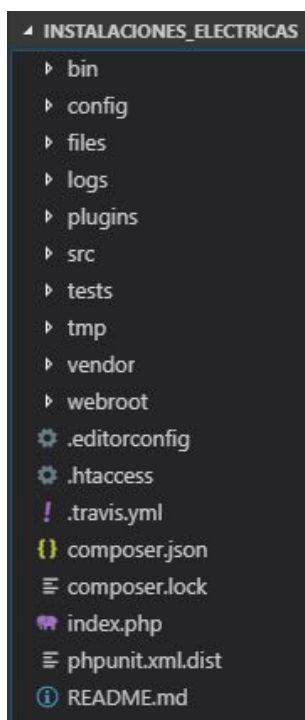 INSTALACIONES_ELECTRICAS
bin
config
files
logs
plugins
src
tests
tmp
vendor
webroot
.editorconfig
.htaccess
.travis.yml
composer.json
composer.lock
index.php
phpunit.xml.dist
README.md